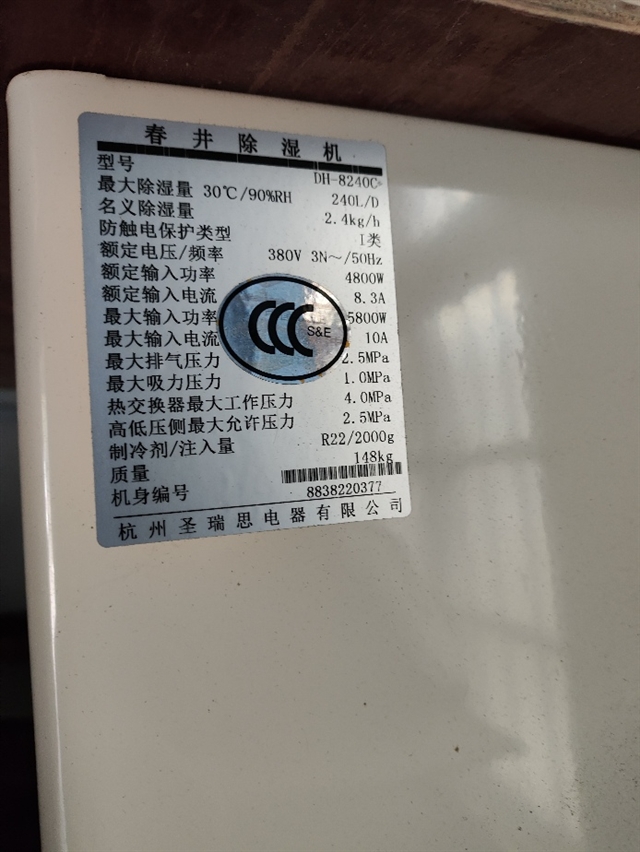 春井除湿机
型号 DH-8240C
最大除湿量 30℃/90%RH 240L/D
名义除湿量 2.4kg/h
防触电保护类型 I类
额定电压/频率 380V 3N～/50Hz
额定输入功率 4800W
额定输入电流 8.3A
最大输入功率 5800W
最大输入电流 10A
最大排气压力 2.5MPa
最大吸力压力 1.0MPa
热交换器最大工作压力 4.0MPa
高低压侧最大允许压力 2.5MPa
制冷剂/注入量 R22/2000g
质量 148kg
机身编号 8838220377
杭州圣瑞思电器有限公司
CCC S&E